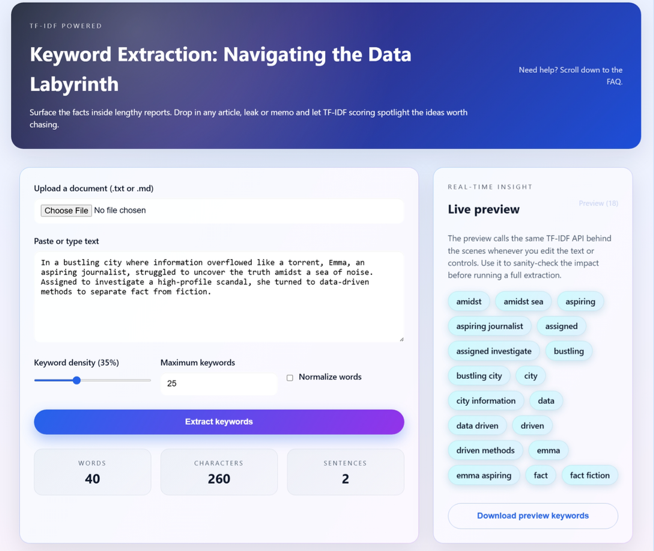 TF-IDF POWERED
Keyword Extraction: Navigating the Data
Labyrinth
Surface the facts inside lengthy reports. Drop in any article, leak or memo and let TF-IDF scoring spotlight the ideas worth
chasing.
Need help? Scroll down to the
FAQ.
Upload a document (.txt or .md)
Choose File No file chosen
Paste or type text
In a bustling city where information overflowed like a torrent, Emma, an
aspiring journalist, struggled to uncover the truth amidst a sea of noise.
Assigned to investigate a high-profile scandal, she turned to data-driven
methods to separate fact from fiction.
Keyword density (35%)
Maximum keywords
25
Normalize words
Extract keywords
WORDS
40
CHARACTERS
260
SENTENCES
2
REAL-TIME INSIGHT
Live preview
Preview (18)
The preview calls the same TF-IDF API behind
the scenes whenever you edit the text or
controls. Use it to sanity-check the impact
before running a full extraction.
amidst amidst sea aspiring
aspiring journalist assigned
assigned investigate bustling
bustling city city
city information data
data driven driven
driven methods emma
emma aspiring fact fact fiction
Download preview keywords